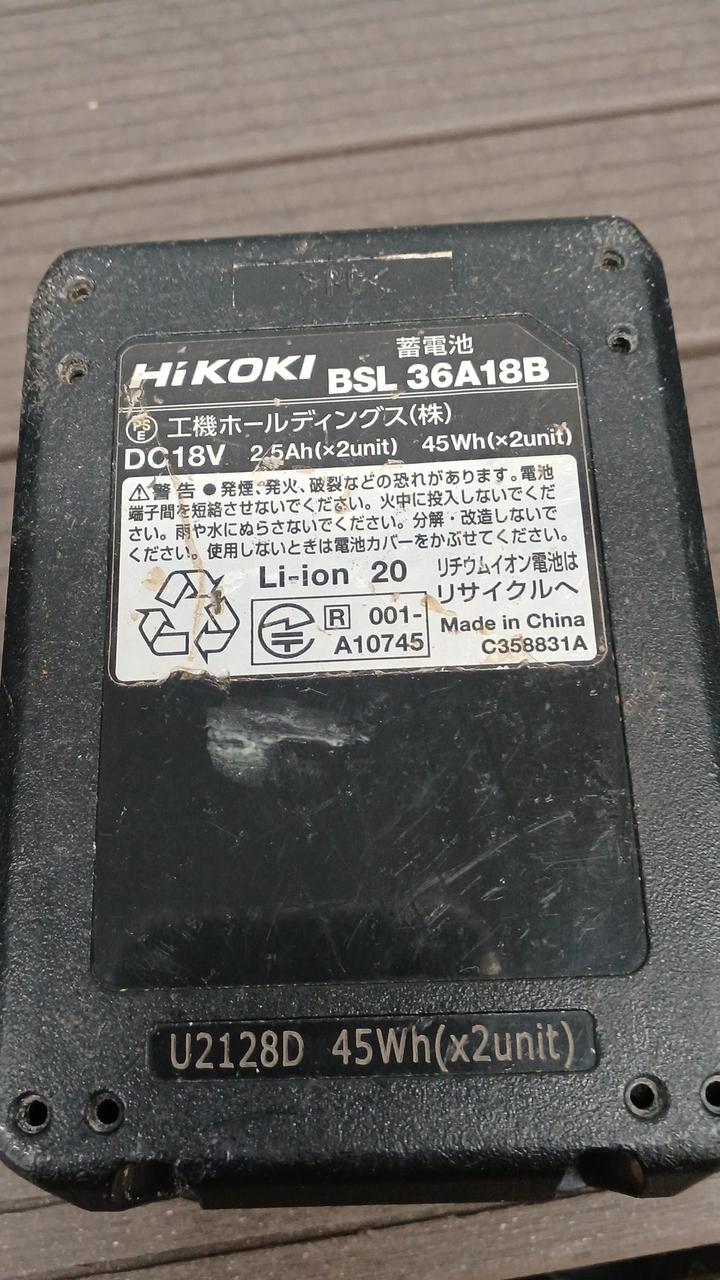 >PC<
蓄電池
HiKOKI BSL 36A18B
PS E 工機ホールディングス(株)
DC18V 2.5Ah(×2unit) 45Wh(×2unit)
⚠警告 ●発煙、発火、破裂などの恐れがあります。電池
端子間を短絡させないでください。火中に投入しないでくだ
さい。雨や水にぬらさないでください。分解・改造しないで
ください。使用しないときは電池カバーをかぶせてください。
Li-ion 20
リチウムイオン電池は
リサイクルへ
R 001-
A10745
Made in China
C358831A
U2128D 45Wh(x2unit)